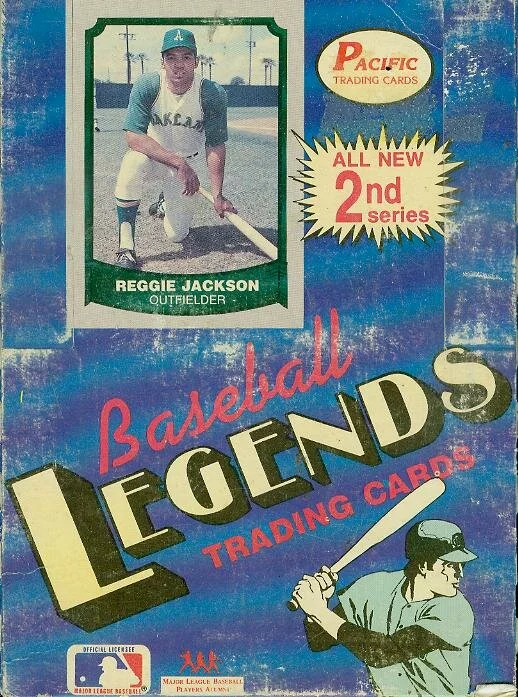 A
OAKLAND
REGGIE JACKSON
OUTFIELDER
PACIFIC
TRADING CARDS
ALL NEW
2nd
series
Baseball
LEGENDS
TRADING CARDS
OFFICIAL LICENSEE
MAJOR LEAGUE BASEBALL®
MAJOR LEAGUE BASEBALL
PLAYERS ALUMNI